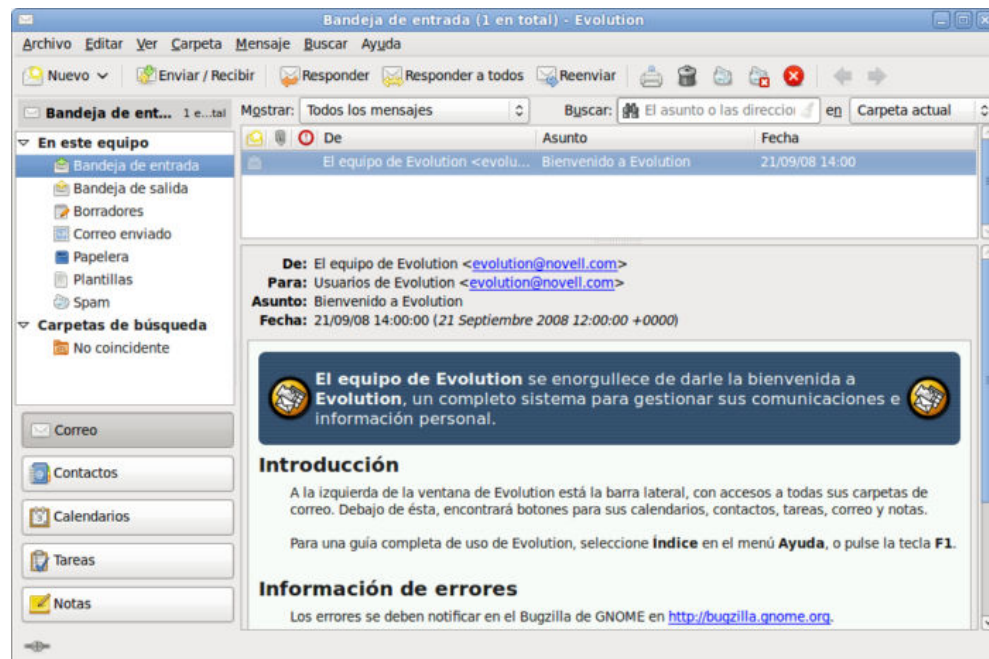 Bandeja de entrada (1 en total) - Evolution
Archivo Editar Ver Carpeta Mensaje Buscar Ayuda
Nuevo Enviar / Recibir Responder Responder a todos Reenviar
Bandeja de ent... 1 e...tal Mostrar: Todos los mensajes Buscar: El asunto o las direccion en Carpeta actual
En este equipo
Bandeja de entrada
Bandeja de salida
Borradores
Correo enviado
Papelera
Plantillas
Spam
Carpetas de búsqueda
No coincidente
Correo
Contactos
Calendarios
Tareas
Notas
De Asunto Fecha
El equipo de Evolution <evolu... Bienvenido a Evolution 21/09/08 14:00
De: El equipo de Evolution <evolution@novell.com>
Para: Usuarios de Evolution <evolution@novell.com>
Asunto: Bienvenido a Evolution
Fecha: 21/09/08 14:00:00 (21 Septiembre 2008 12:00:00 +0000)
El equipo de Evolution se enorgullece de darle la bienvenida a
Evolution, un completo sistema para gestionar sus comunicaciones e
información personal.
Introducción
A la izquierda de la ventana de Evolution está la barra lateral, con accesos a todas sus carpetas de
correo. Debajo de ésta, encontrará botones para sus calendarios, contactos, tareas, correo y notas.
Para una guía completa de uso de Evolution, seleccione Índice en el menú Ayuda, o pulse la tecla F1.
Información de errores
Los errores se deben notificar en el Bugzilla de GNOME en http://bugzilla.gnome.org.